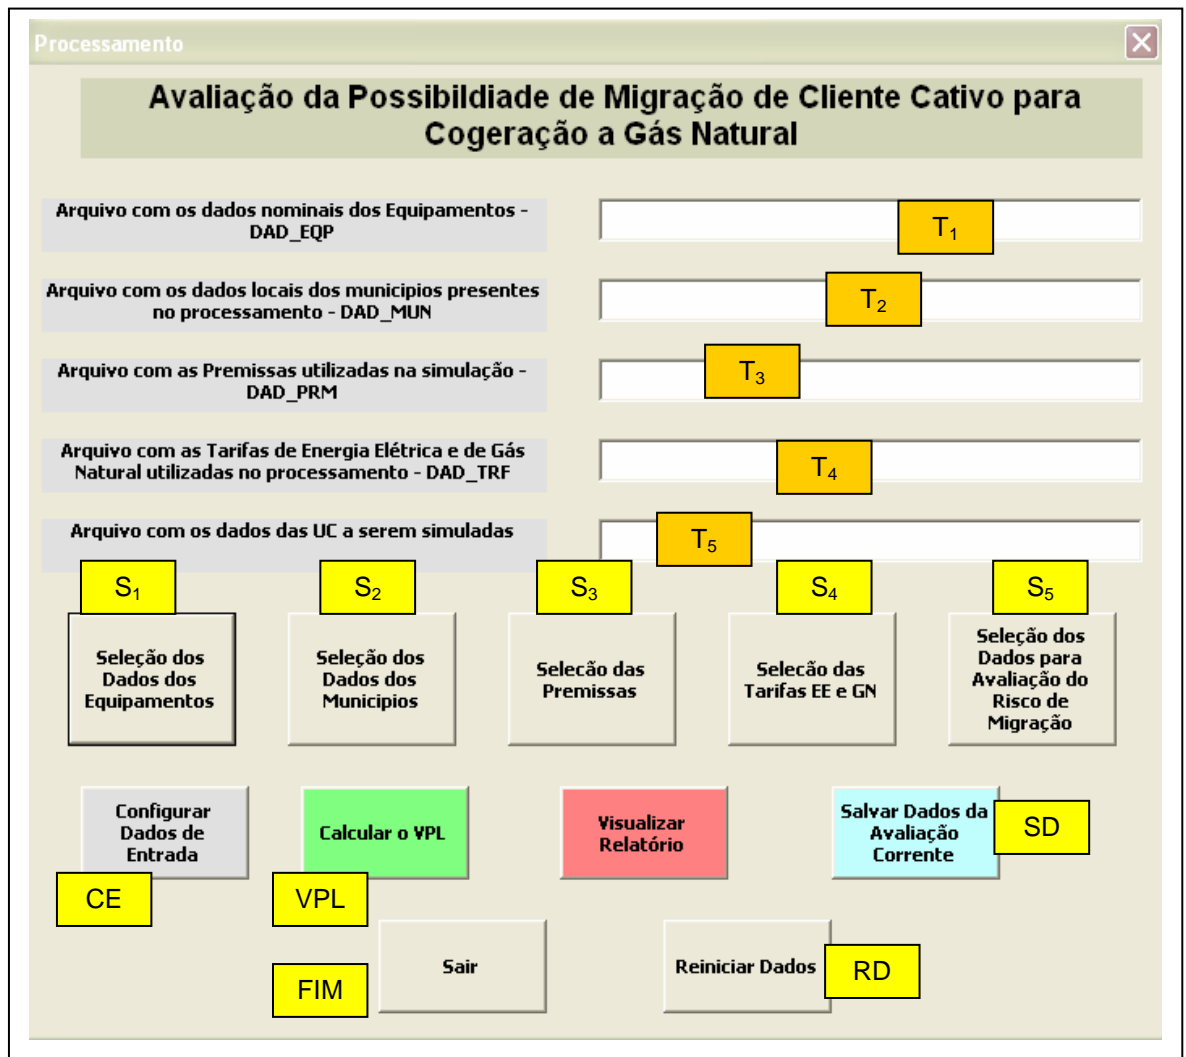 Processamento
Avaliação da Possibildiade de Migração de Cliente Cativo para
Cogeração a Gás Natural
Arquivo com os dados nominais dos Equipamentos -
DAD_EQP
T₁
Arquivo com os dados locais dos municipios presentes
no processamento - DAD_MUN
T₂
Arquivo com as Premissas utilizadas na simulação -
DAD_PRM
T₃
Arquivo com as Tarifas de Energia Elétrica e de Gás
Natural utilizadas no processamento - DAD_TRF
T₄
Arquivo com os dados das UC a serem simuladas
T₅
S₁
S₂
S₃
S₄
S₅
Seleção dos
Dados dos
Equipamentos
Seleção dos
Dados dos
Municipios
Selecão das
Premissas
Selecão das
Tarifas EE e GN
Seleção dos
Dados para
Avaliação do
Risco de
Migração
Configurar
Dados de
Entrada
Calcular o VPL
Visualizar
Relatório
Salvar Dados da
Avaliação
Corrente
SD
CE
VPL
Sair
FIM
Reiniciar Dados
RD